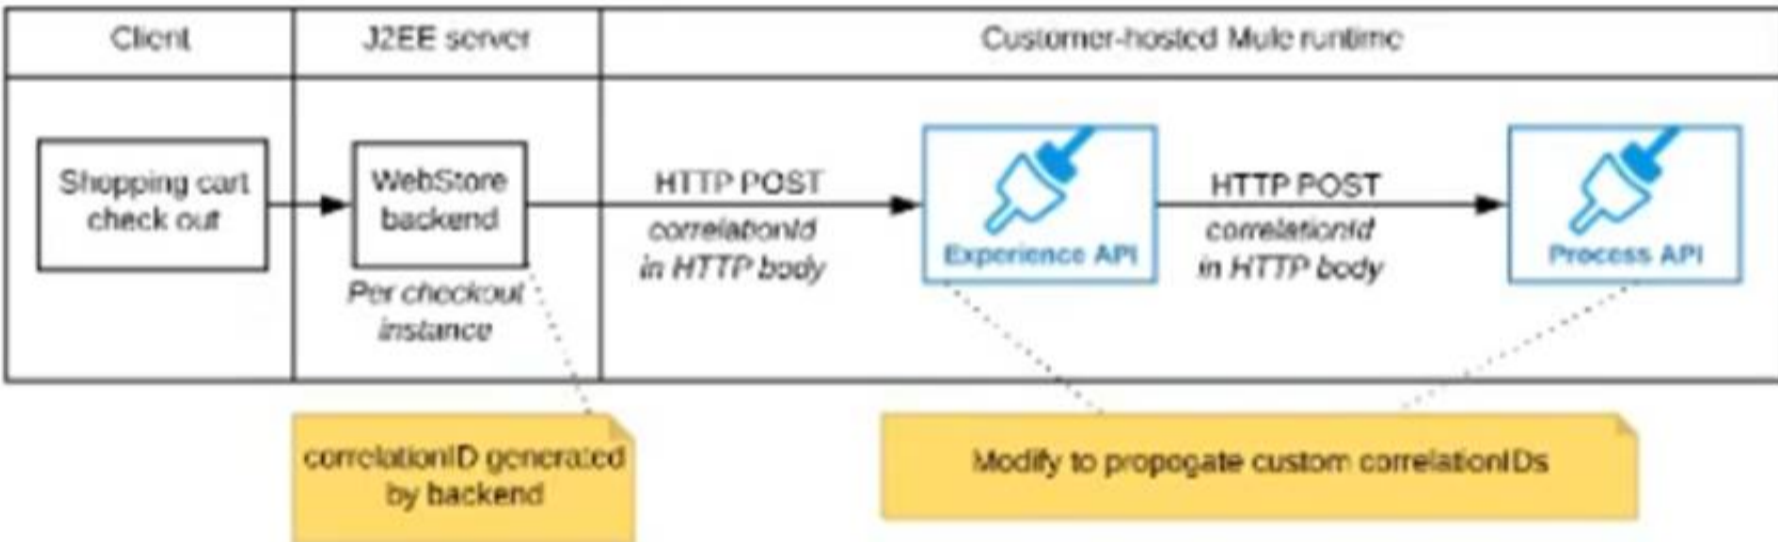 Client
J2EE server
Customer-hosted Mule runtime
Shopping cart
check out
WebStore
backend
Per checkout
instance
HTTP POST
correlationId
in HTTP body
Experience API
HTTP POST
correlationId
in HTTP body
Process API
correlationID generated
by backend
Modify to propogate custom correlationIDs